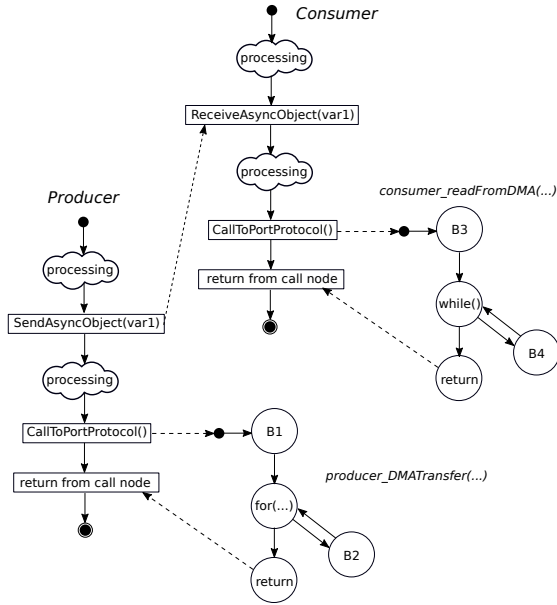 Consumer
processing
ReceiveAsyncObject(var1)
processing
consumer_readFromDMA(...)
Producer
CallToPortProtocol()
B3
processing
return from call node
while()
SendAsyncObject(var1)
B4
processing
return
CallToPortProtocol()
B1
return from call node
producer_DMATransfer(...)
for(...)
B2
return